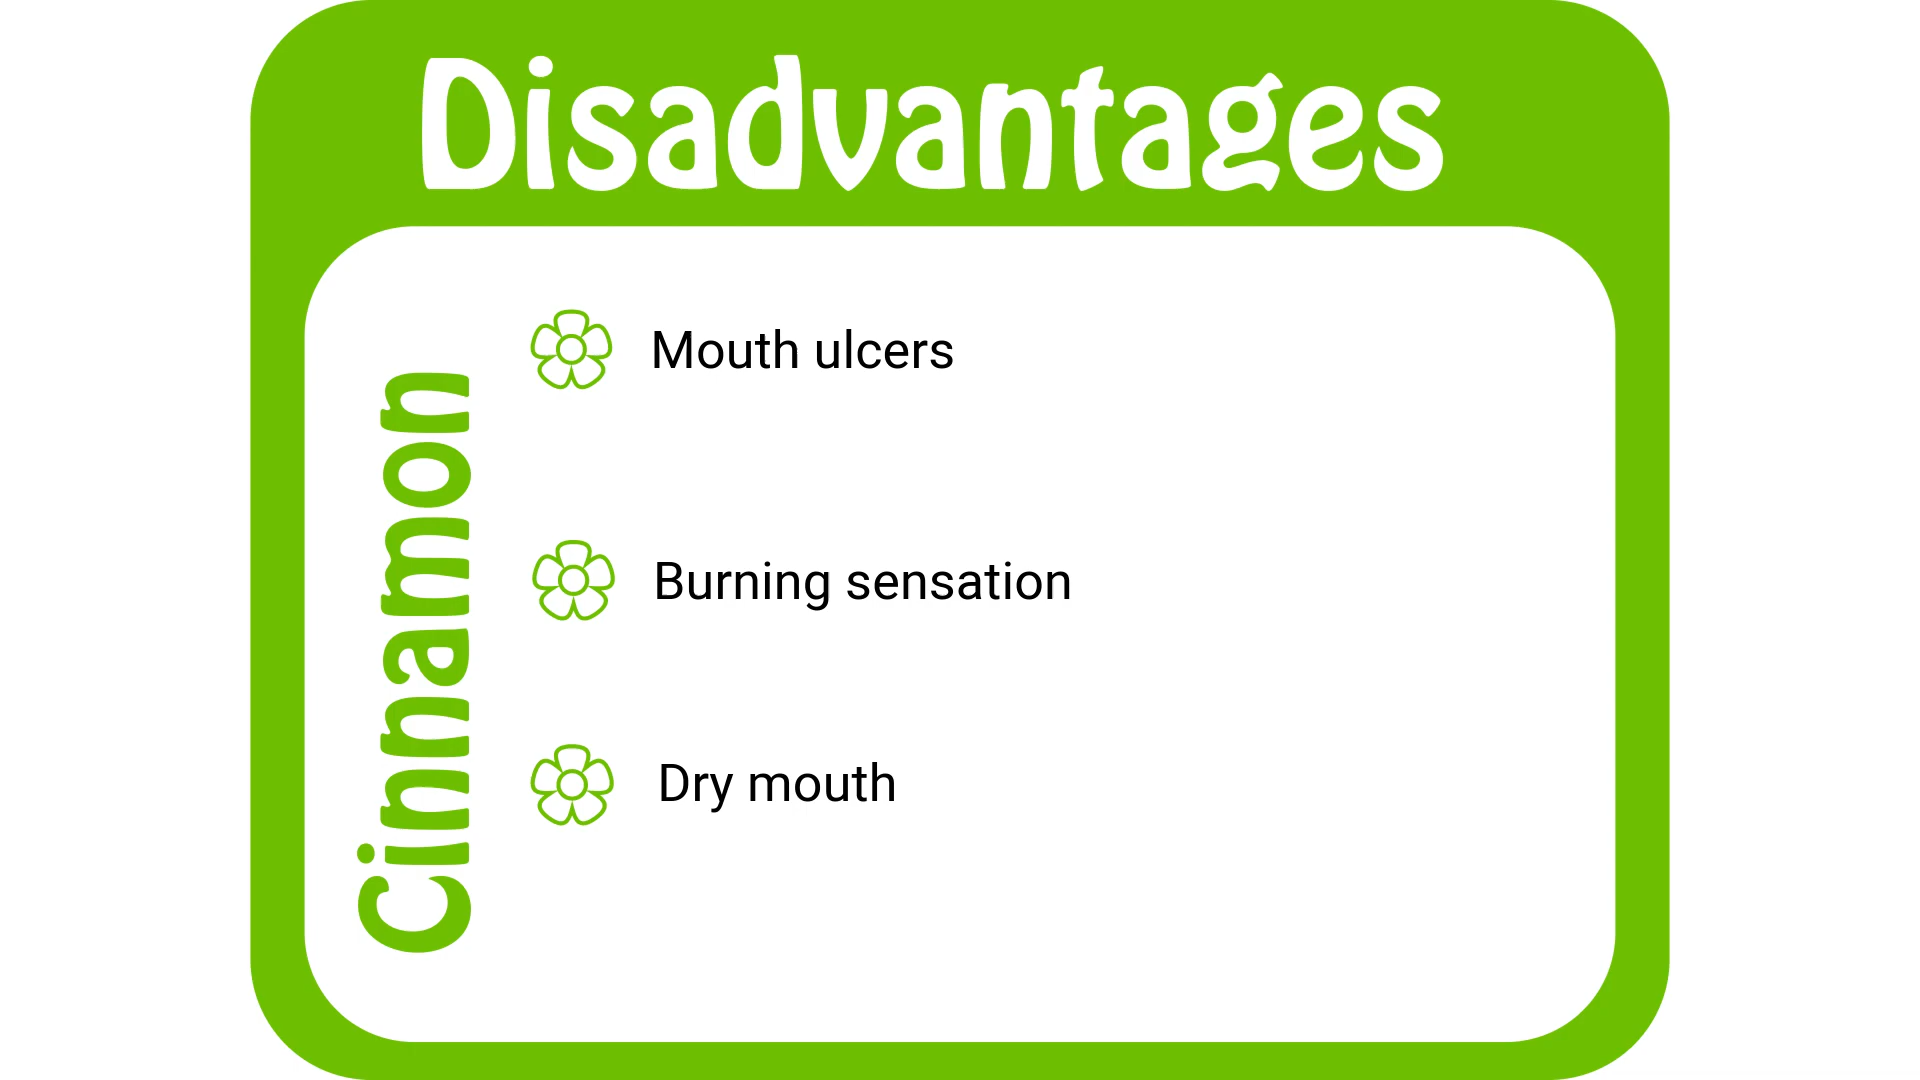 Disadvantages
Cinnamon
Mouth ulcers
Burning sensation
Dry mouth